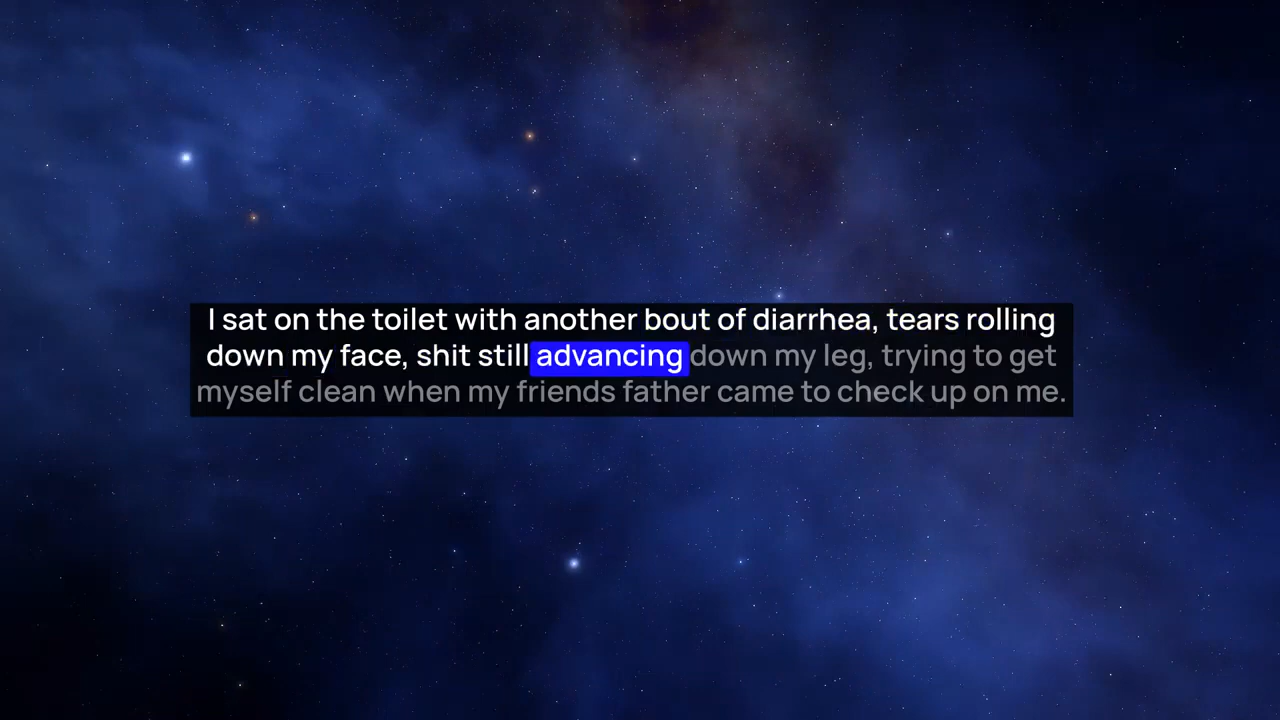 I sat on the toilet with another bout of diarrhea, tears rolling
down my face, shit still advancing down my leg, trying to get
myself clean when my friends father came to check up on me.